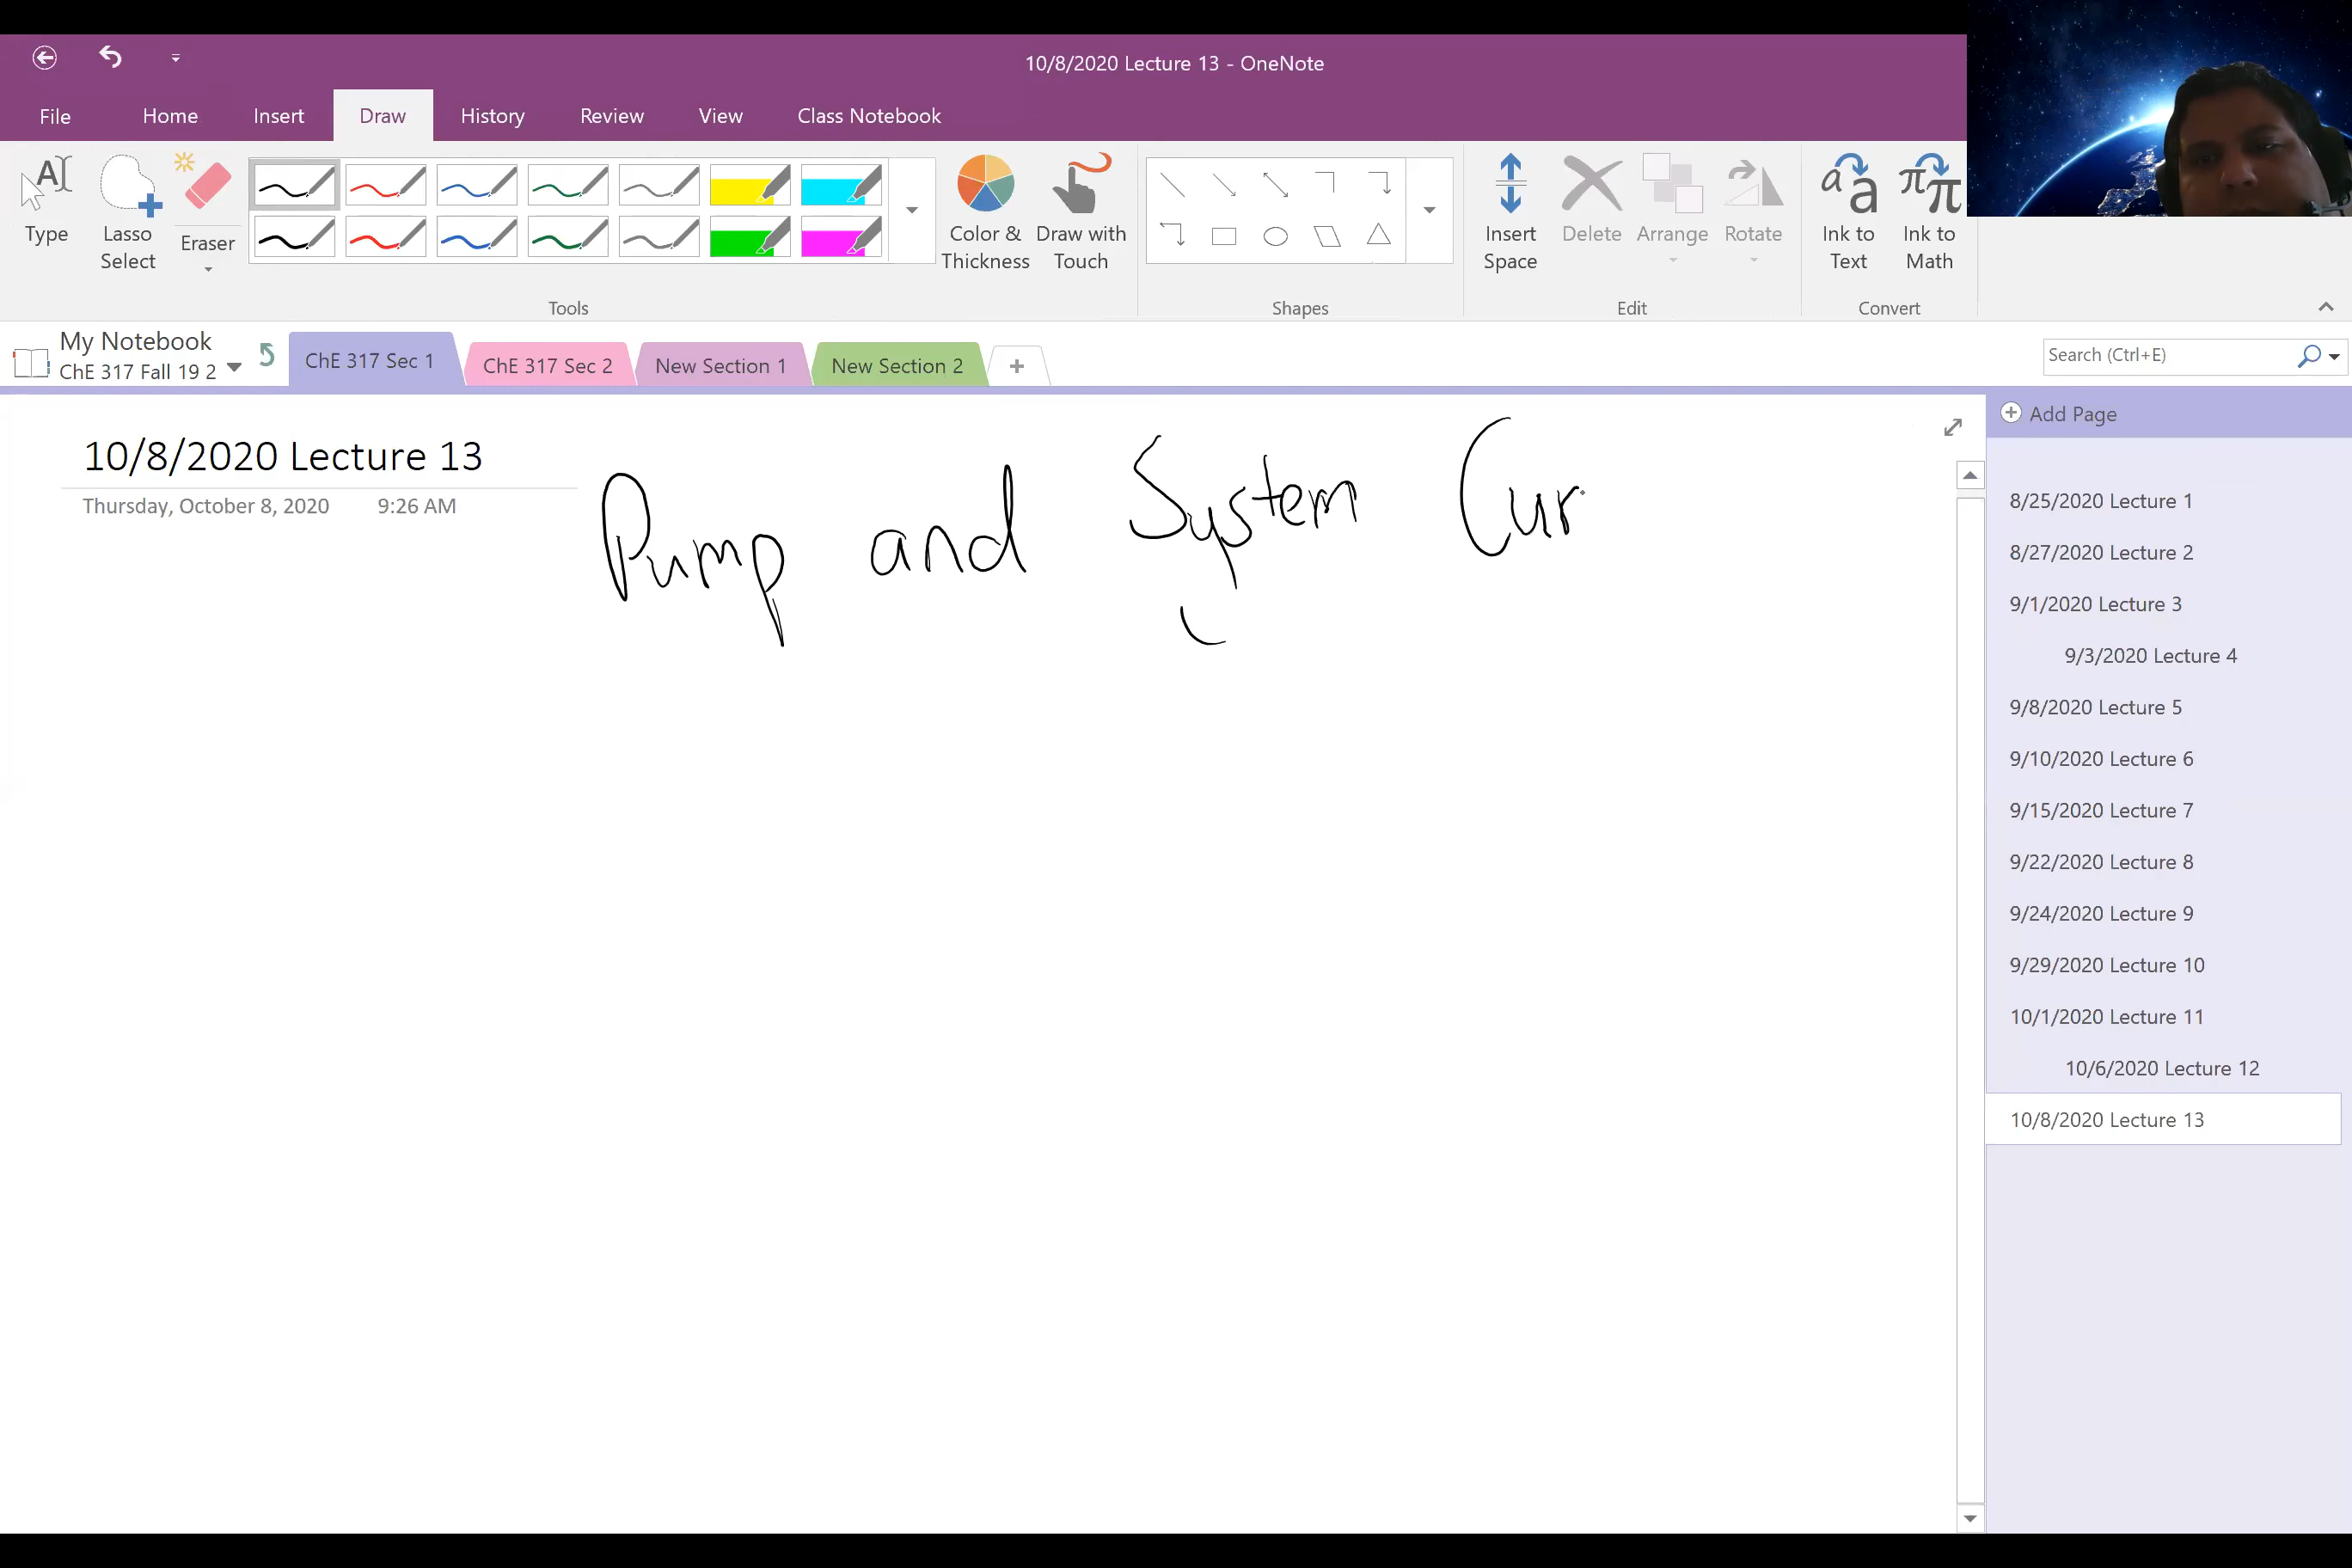 10/8/2020 Lecture 13 - OneNote
File Home Insert Draw History Review View Class Notebook
Type
Lasso Select
Eraser
Color & Thickness
Draw with Touch
Insert Space
Delete
Arrange
Rotate
Ink to Text
Ink to Math
Tools
Shapes
Edit
Convert
My Notebook
ChE 317 Fall 19 2
ChE 317 Sec 1
ChE 317 Sec 2
New Section 1
New Section 2
Search (Ctrl+E)
10/8/2020 Lecture 13
Thursday, October 8, 2020 9:26 AM
Pump and System Cur
Add Page
8/25/2020 Lecture 1
8/27/2020 Lecture 2
9/1/2020 Lecture 3
9/3/2020 Lecture 4
9/8/2020 Lecture 5
9/10/2020 Lecture 6
9/15/2020 Lecture 7
9/22/2020 Lecture 8
9/24/2020 Lecture 9
9/29/2020 Lecture 10
10/1/2020 Lecture 11
10/6/2020 Lecture 12
10/8/2020 Lecture 13